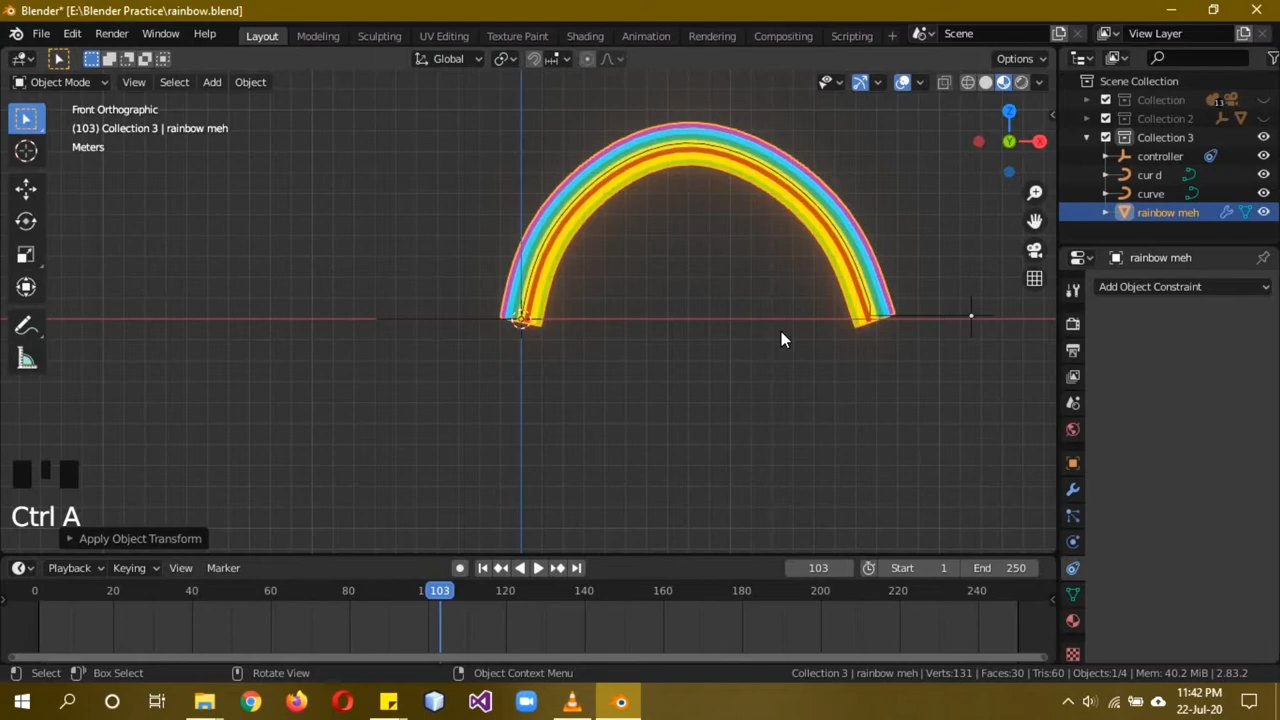 Blender* [E:\Blender Practice\rainbow.blend]
File Edit Render Window Help Layout Modeling Sculpting UV Editing Texture Paint Shading Animation Rendering Compositing Scripting + Scene View Layer
Global Options
Object Mode View Select Add Object
Front Orthographic
(103) Collection 3 | rainbow meh
Meters
Z
Y
X
Scene Collection
Collection 13
Collection 2
Collection 3
controller
cur d
curve
rainbow meh
rainbow meh
Add Object Constraint
Ctrl A
Apply Object Transform
Playback Keying View Marker 103 Start 1 End 250
0 20 40 60 80 1 103 120 140 160 180 200 220 240
Select Box Select Rotate View Object Context Menu Collection 3 | rainbow meh | Verts:131 | Faces:30 | Tris:60 | Objects:1/4 | Mem: 40.2 MiB | 2.83.2
11:42 PM
22-Jul-20